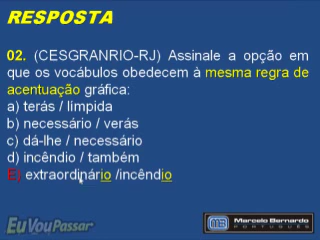 RESPOSTA
02. (CESGRANRIO-RJ) Assinale a opção em
que os vocábulos obedecem à mesma regra de
acentuação gráfica:
a) terás / límpida
b) necessário / verás
c) dá-lhe / necessário
d) incêndio / também
E) extraordinário /incêndio
EuVouPassar
MB
Marcelo Bernardo
PORTUGUÊS